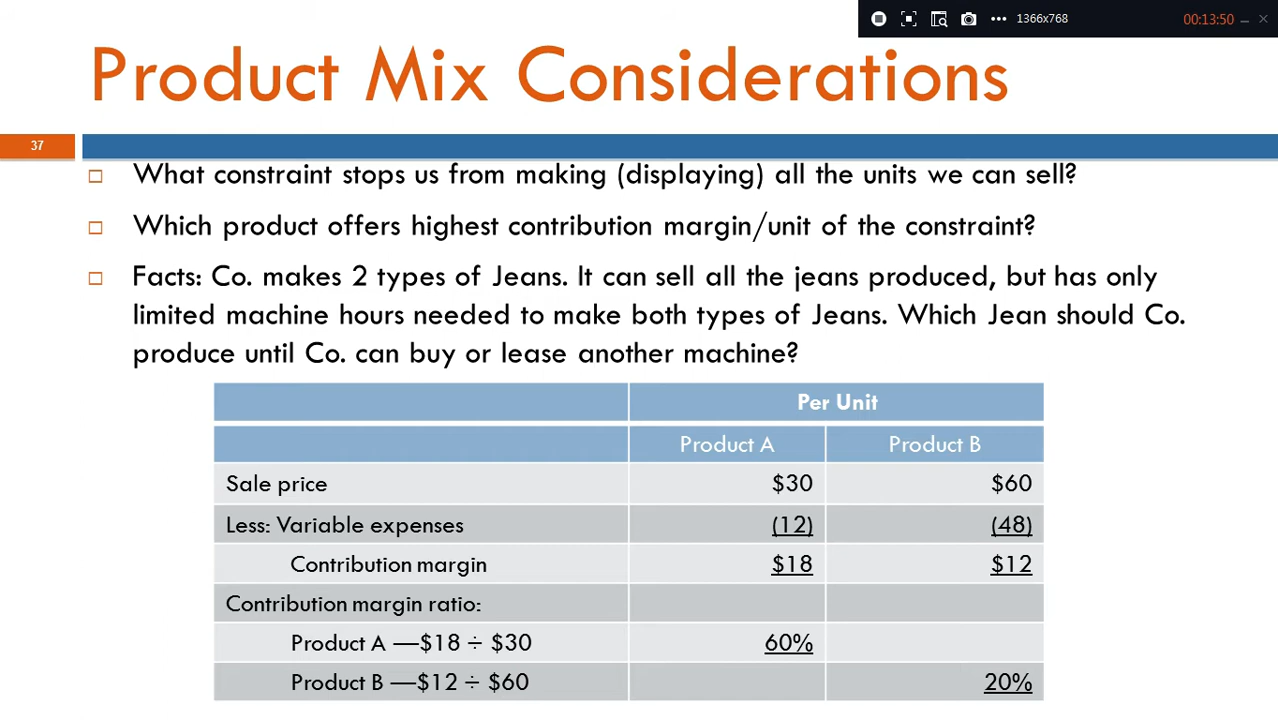 1366x768
00:13:50
Product Mix Considerations
37
What constraint stops us from making (displaying) all the units we can sell?
Which product offers highest contribution margin/unit of the constraint?
Facts: Co. makes 2 types of Jeans. It can sell all the jeans produced, but has only
limited machine hours needed to make both types of Jeans. Which Jean should Co.
produce until Co. can buy or lease another machine?
Per Unit
Product A Product B
Sale price $30 $60
Less: Variable expenses (12) (48)
Contribution margin $18 $12
Contribution margin ratio:
Product A —$18 ÷ $30 60%
Product B —$12 ÷ $60 20%